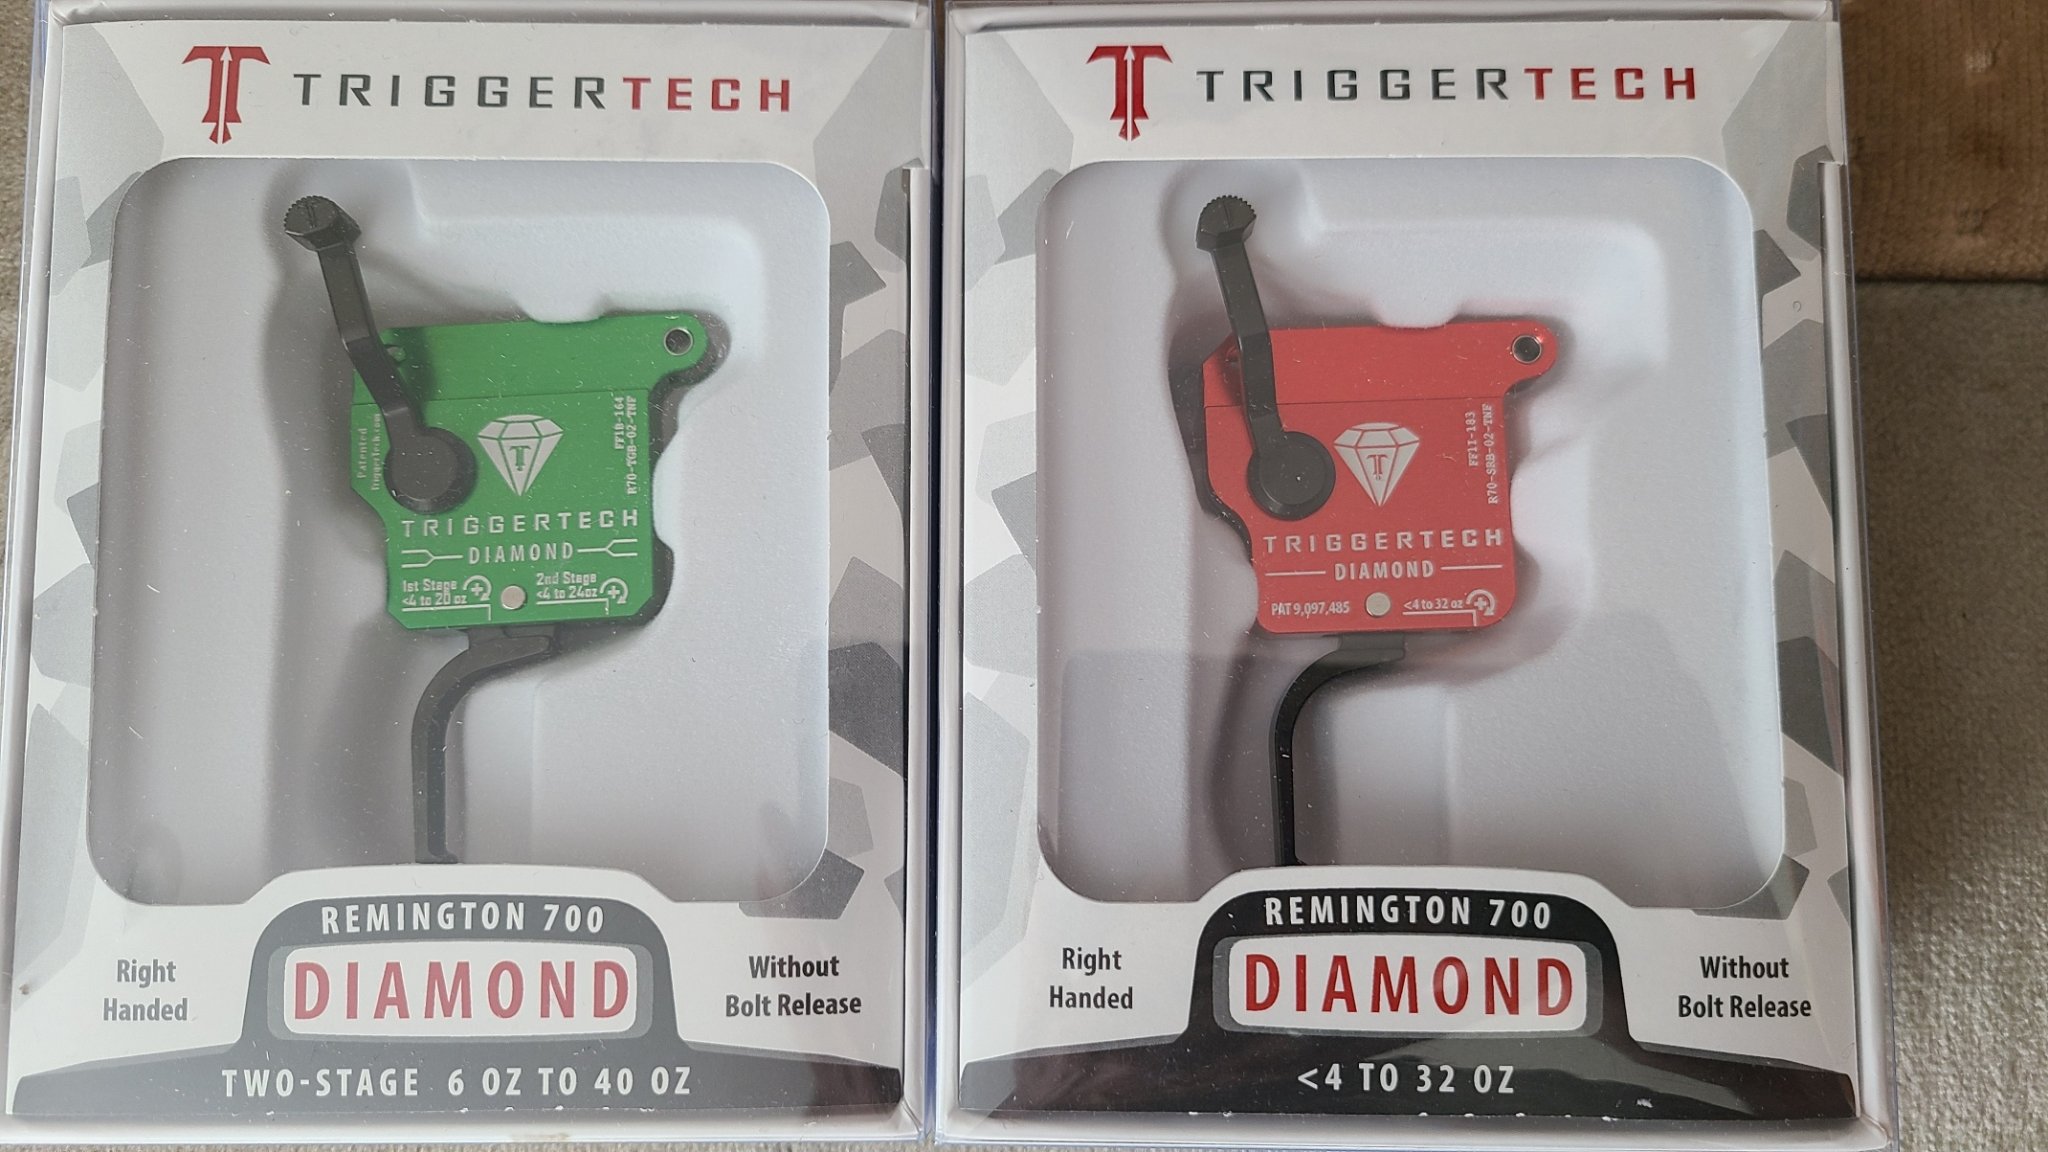 TRIGGERTECH
Patented
TriggerTech.com
FF1B-164
R70-TGB-02-TNF
TRIGGERTECH
DIAMOND
1st Stage
<4 to 20 oz
2nd Stage
<4 to 24oz
REMINGTON 700
Right
Handed
DIAMOND
Without
Bolt Release
TWO-STAGE 6 OZ TO 40 OZ
TRIGGERTECH
FF1I-183
R70-SRB-02-TNF
TRIGGERTECH
DIAMOND
PAT 9,097,485
<4 to 32 oz
REMINGTON 700
Right
Handed
DIAMOND
Without
Bolt Release
<4 TO 32 OZ